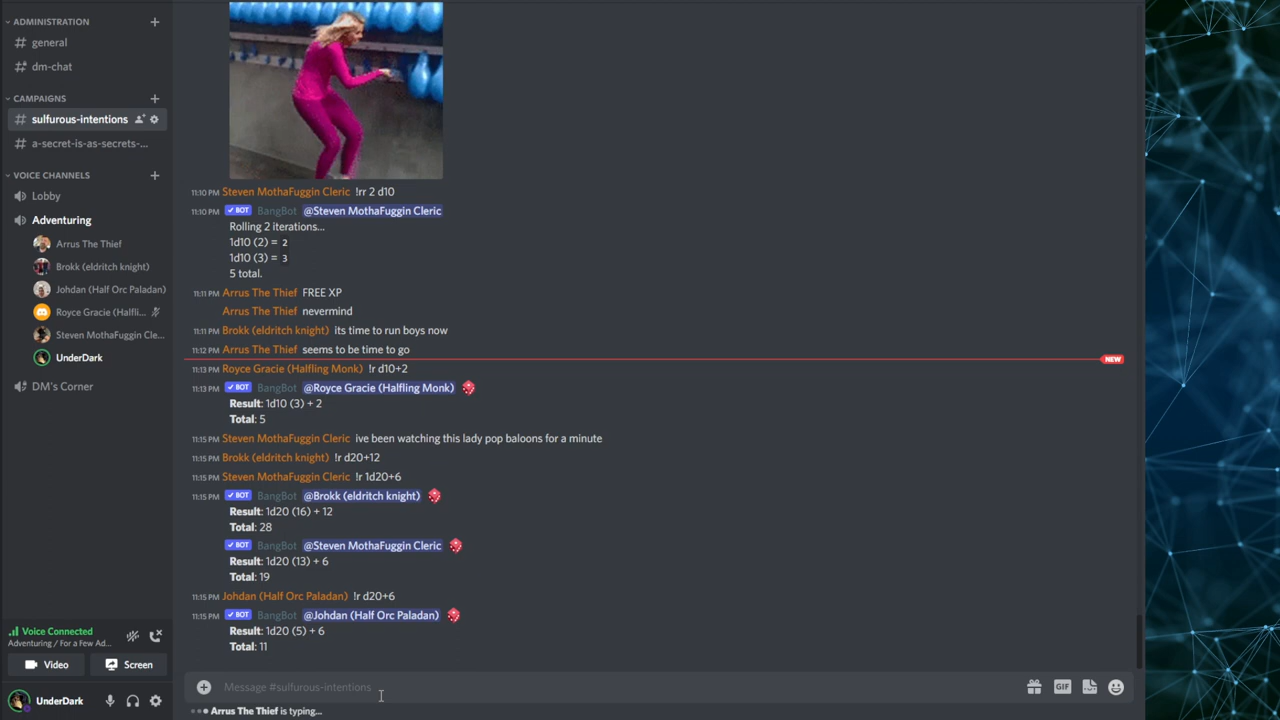 ADMINISTRATION
general
dm-chat
CAMPAIGNS
sulfurous-intentions
a-secret-is-as-secrets-...
VOICE CHANNELS
Lobby
Adventuring
Arrus The Thief
Brokk (eldritch knight)
Johdan (Half Orc Paladan)
Royce Gracie (Halfli...
Steven MothaFuggin Cle...
UnderDark
DM's Corner
Voice Connected
Adventuring / For a Few Ad...
Video
Screen
UnderDark
11:10 PM Steven MothaFuggin Cleric !rr 2 d10
11:10 PM ✓ BOT BangBot @Steven MothaFuggin Cleric
Rolling 2 iterations...
1d10 (2) = 2
1d10 (3) = 3
5 total.
11:11 PM Arrus The Thief FREE XP
Arrus The Thief nevermind
11:11 PM Brokk (eldritch knight) its time to run boys now
11:12 PM Arrus The Thief seems to be time to go
NEW
11:13 PM Royce Gracie (Halfling Monk) !r d10+2
11:13 PM ✓ BOT BangBot @Royce Gracie (Halfling Monk)
Result: 1d10 (3) + 2
Total: 5
11:15 PM Steven MothaFuggin Cleric ive been watching this lady pop baloons for a minute
11:15 PM Brokk (eldritch knight) !r d20+12
11:15 PM Steven MothaFuggin Cleric !r 1d20+6
11:15 PM ✓ BOT BangBot @Brokk (eldritch knight)
Result: 1d20 (16) + 12
Total: 28
✓ BOT BangBot @Steven MothaFuggin Cleric
Result: 1d20 (13) + 6
Total: 19
11:15 PM Johdan (Half Orc Paladan) !r d20+6
11:15 PM ✓ BOT BangBot @Johdan (Half Orc Paladan)
Result: 1d20 (5) + 6
Total: 11
Message #sulfurous-intentions
GIF
Arrus The Thief is typing...